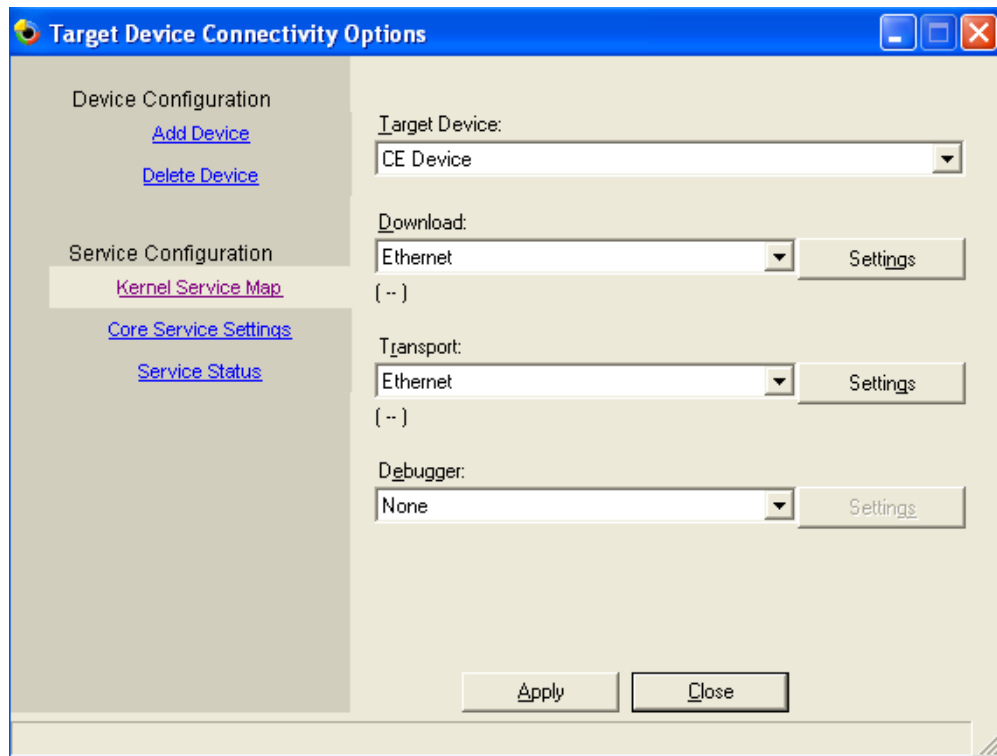 Target Device Connectivity Options
Device Configuration
Add Device
Delete Device
Service Configuration
Kernel Service Map
Core Service Settings
Service Status
Target Device:
CE Device
Download:
Ethernet
Settings
( -- )
Transport:
Ethernet
Settings
( -- )
Debugger:
None
Settings
Apply
Close